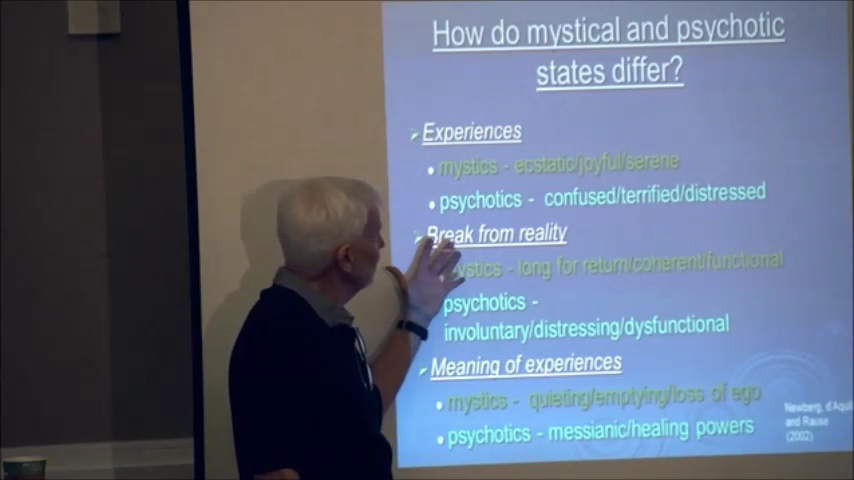 How do mystical and psychotic
states differ?
Experiences
mystics - ecstatic/joyful/serene
psychotics - confused/terrified/distressed
Break from reality
mystics - long for return/coherent/functional
psychotics -
involuntary/distressing/dysfunctional
Meaning of experiences
mystics - quieting/emptying/loss of ego
psychotics - messianic/healing powers
Newberg, d'Aquili
and Rause
(2002)